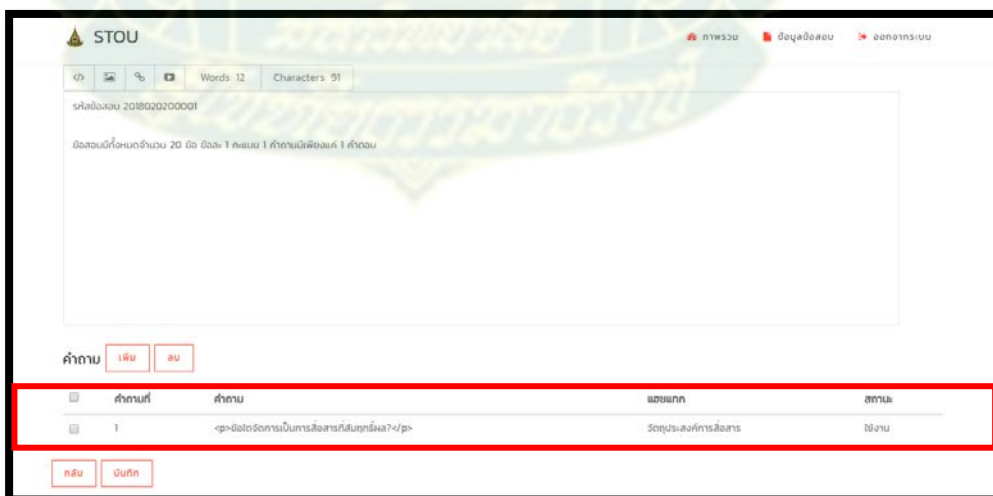 STOU ภาพรวม ข้อมูลข้อสอบ ออกจากระบบ
</> Words 12 Characters 91
รหัสข้อสอบ 2018020200001
ข้อสอบมีทั้งหมดจำนวน 20 ข้อ ข้อละ 1 คะแนน 1 คำถามมีเพียงแค่ 1 คำตอบ
คำถาม เพิ่ม ลบ
คำถามที่ คำถาม แฮชแทก สถานะ
1 <p>ข้อใดจัดการเป็นการสื่อสารที่สัมฤทธิ์ผล?</p> วัตถุประสงค์การสื่อสาร ใช้งาน
กลับ บันทึก